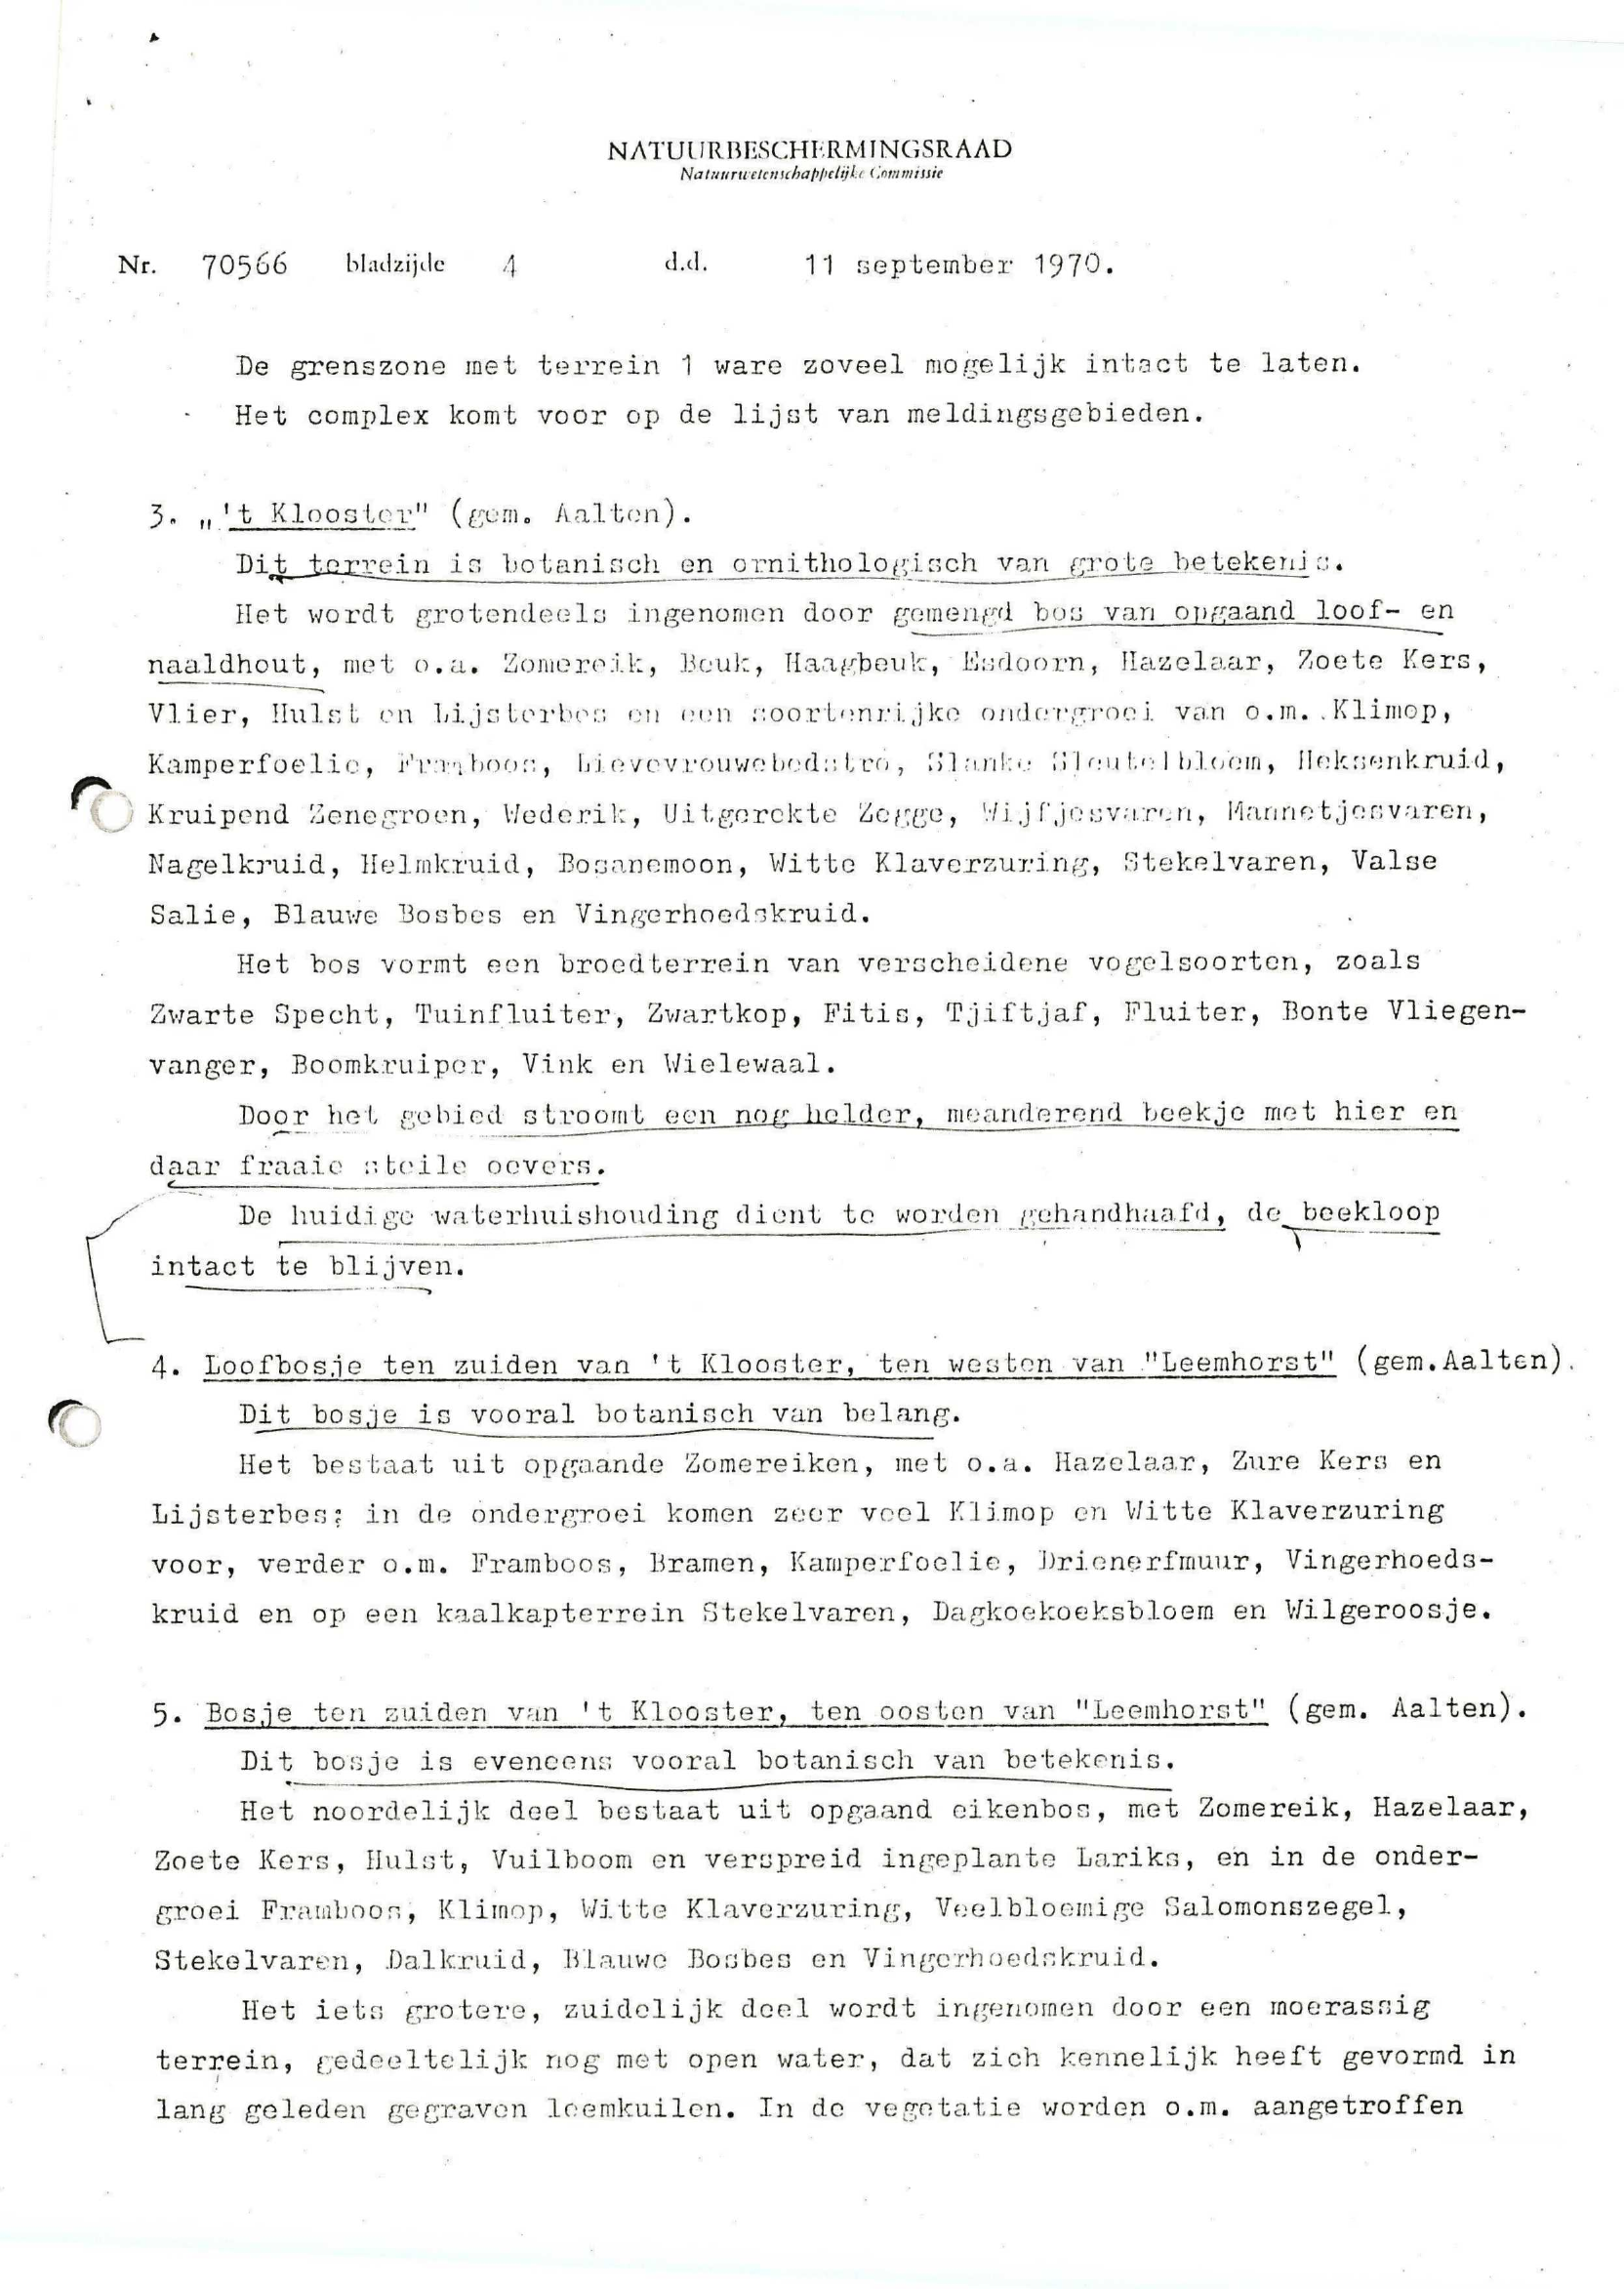 NATUURBESCHERMINGSRAAD
Natuurwetenschappelijke Commissie
Nr. 70566 bladzijde 4 d.d. 11 september 1970.
De grenszone met terrein 1 ware zoveel mogelijk intact te laten.
Het complex komt voor op de lijst van meldingsgebieden.
3. „'t Klooster" (gem. Aalten).
Dit terrein is botanisch en ornithologisch van grote betekenis.
Het wordt grotendeels ingenomen door gemengd bos van opgaand loof- en
naaldhout, met o.a. Zomereik, Beuk, Haagbeuk, Esdoorn, Hazelaar, Zoete Kers,
Vlier, Hulst en Lijsterbes en een soortenrijke ondergroei van o.m. Klimop,
Kamperfoelie, Framboos, Lievevrouwebedstro, Slanke Sleutelbloem, Heksenkruid,
Kruipend Zenegroen, Wederik, Uitgerekte Zegge, Wijfjesvaren, Mannetjesvaren,
Nagelkruid, Helmkruid, Bosanemoon, Witte Klaverzuring, Stekelvaren, Valse
Salie, Blauwe Bosbes en Vingerhoedskruid.
Het bos vormt een broedterrein van verscheidene vogelsoorten, zoals
Zwarte Specht, Tuinfluiter, Zwartkop, Fitis, Tjiftjaf, Fluiter, Bonte Vliegen-
vanger, Boomkruiper, Vink en Wielewaal.
Door het gebied stroomt een nog helder, meanderend beekje met hier en
daar fraaie steile oevers.
De huidige waterhuishouding dient te worden gehandhaafd, de beekloop
intact te blijven.
4. Loofbosje ten zuiden van 't Klooster, ten westen van "Leemhorst" (gem.Aalten).
Dit bosje is vooral botanisch van belang.
Het bestaat uit opgaande Zomereiken, met o.a. Hazelaar, Zure Kers en
Lijsterbes; in de ondergroei komen zeer veel Klimop en Witte Klaverzuring
voor, verder o.m. Framboos, Bramen, Kamperfoelie, Drienerfmuur, Vingerhoeds-
kruid en op een kaalkapterrein Stekelvaren, Dagkoekoeksbloem en Wilgeroosje.
5. Bosje ten zuiden van 't Klooster, ten oosten van "Leemhorst" (gem. Aalten).
Dit bosje is eveneens vooral botanisch van betekenis.
Het noordelijk deel bestaat uit opgaand eikenbos, met Zomereik, Hazelaar,
Zoete Kers, Hulst, Vuilboom en verspreid ingeplante Lariks, en in de onder-
groei Framboos, Klimop, Witte Klaverzuring, Veelbloemige Salomonszegel,
Stekelvaren, Dalkruid, Blauwe Bosbes en Vingerhoedskruid.
Het iets grotere, zuidelijk deel wordt ingenomen door een moerassig
terrein, gedeeltelijk nog met open water, dat zich kennelijk heeft gevormd in
lang geleden gegraven leemkuilen. In de vegetatie worden o.m. aangetroffen